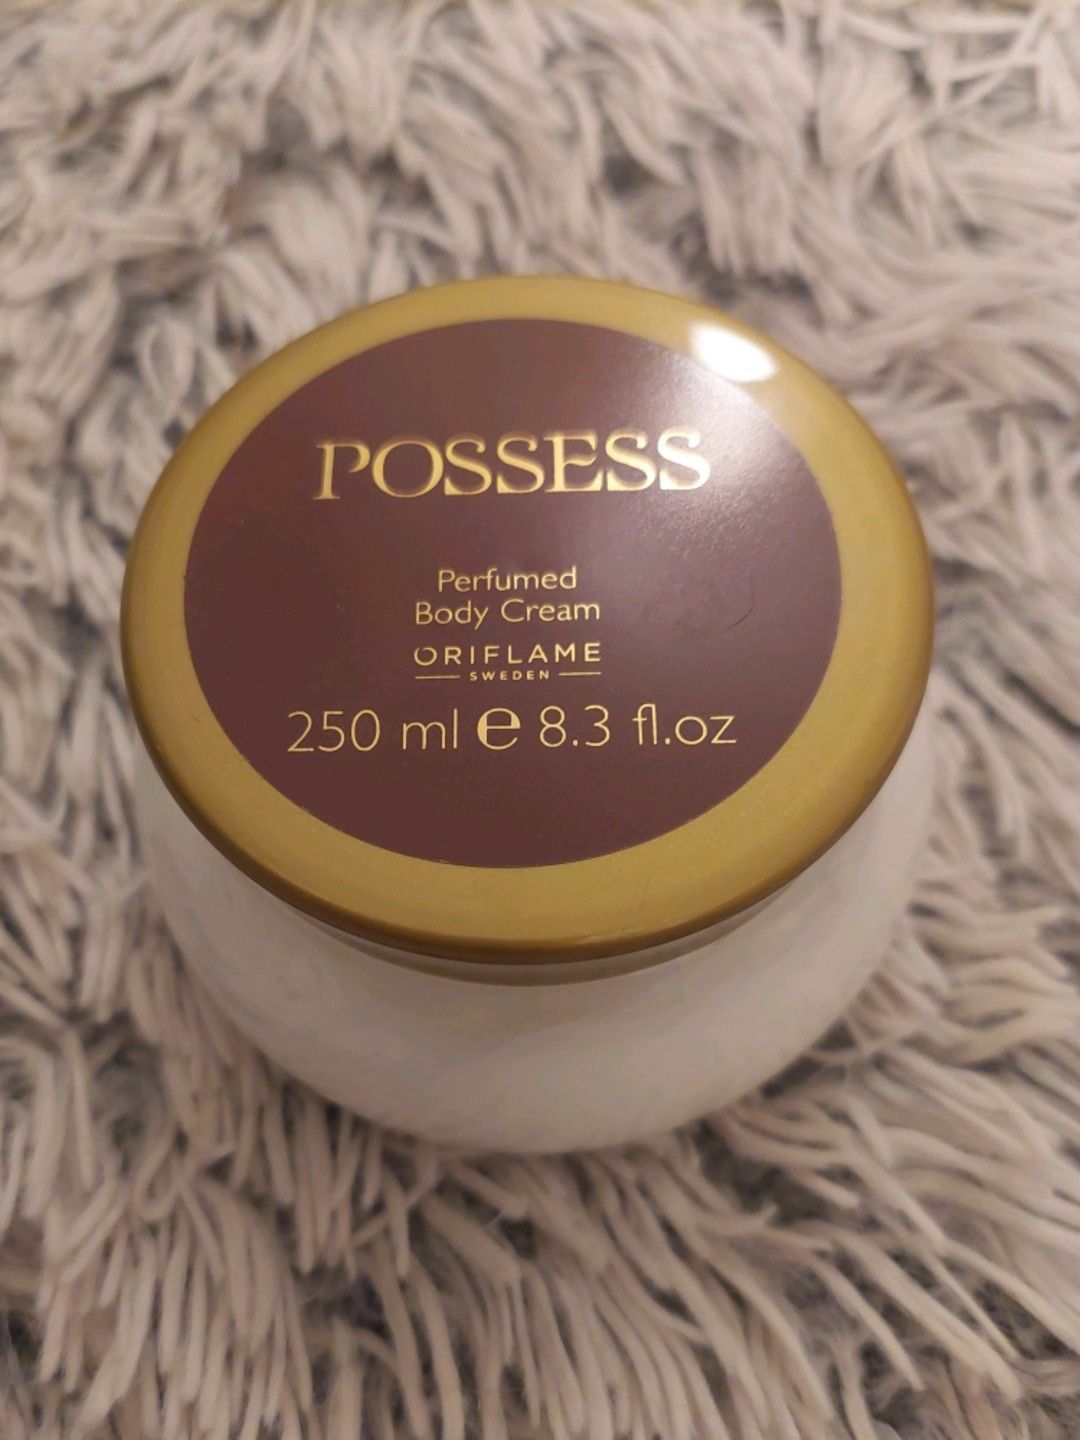 POSSESS
Perfumed
Body Cream
ORIFLAME
SWEDEN
250 ml e 8.3 fl.oz